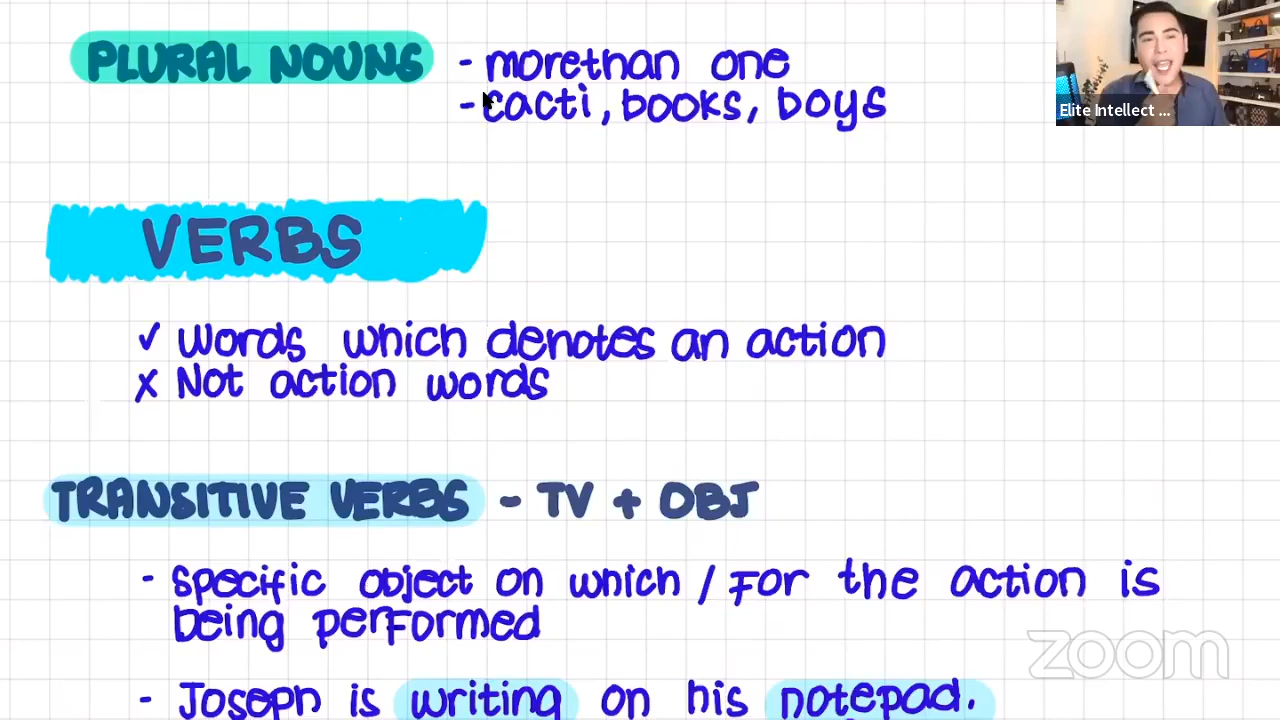 PLURAL NOUNS - morethan one
- cacti, books, boys
Elite Intellect ...
VERBS
✓ Words which denotes an action
x Not action words
TRANSITIVE VERBS - TV + OBJ
- Specific object on which / For the action is
being performed
zoom
- Joseph is writing on his notepad.